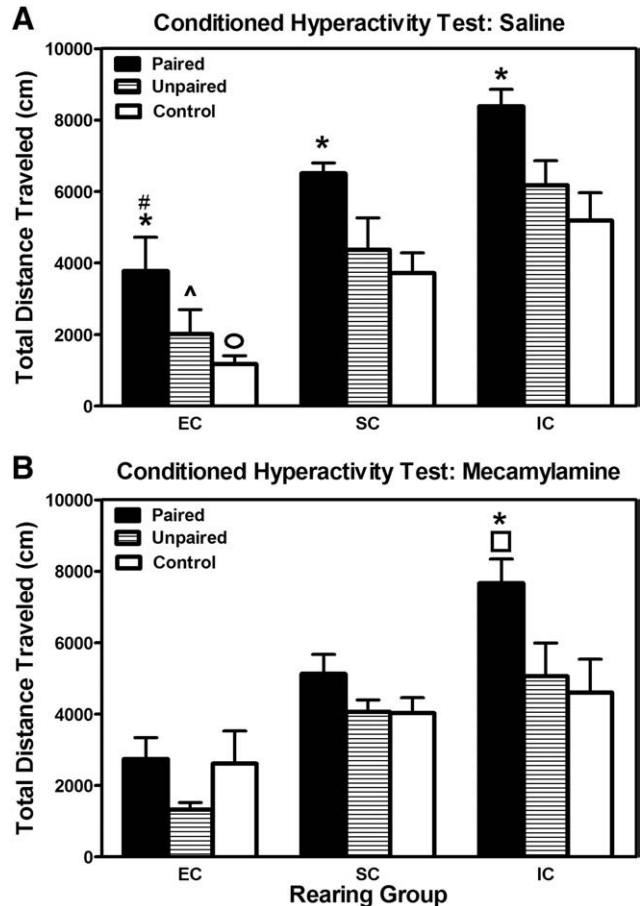 A
Conditioned Hyperactivity Test: Saline
Total Distance Traveled (cm)
10000
8000
6000
4000
2000
0
Paired
Unpaired
Control
#
*
^
*
*
EC
SC
IC
B
Conditioned Hyperactivity Test: Mecamylamine
Total Distance Traveled (cm)
10000
8000
6000
4000
2000
0
Paired
Unpaired
Control
*
EC
SC
IC
Rearing Group